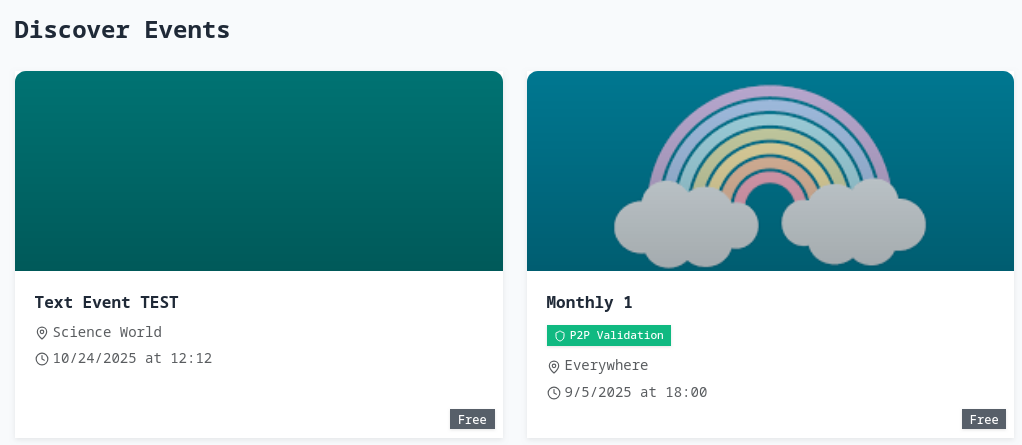 Discover Events
Text Event TEST
Science World
10/24/2025 at 12:12
Free
Monthly 1
P2P Validation
Everywhere
9/5/2025 at 18:00
Free